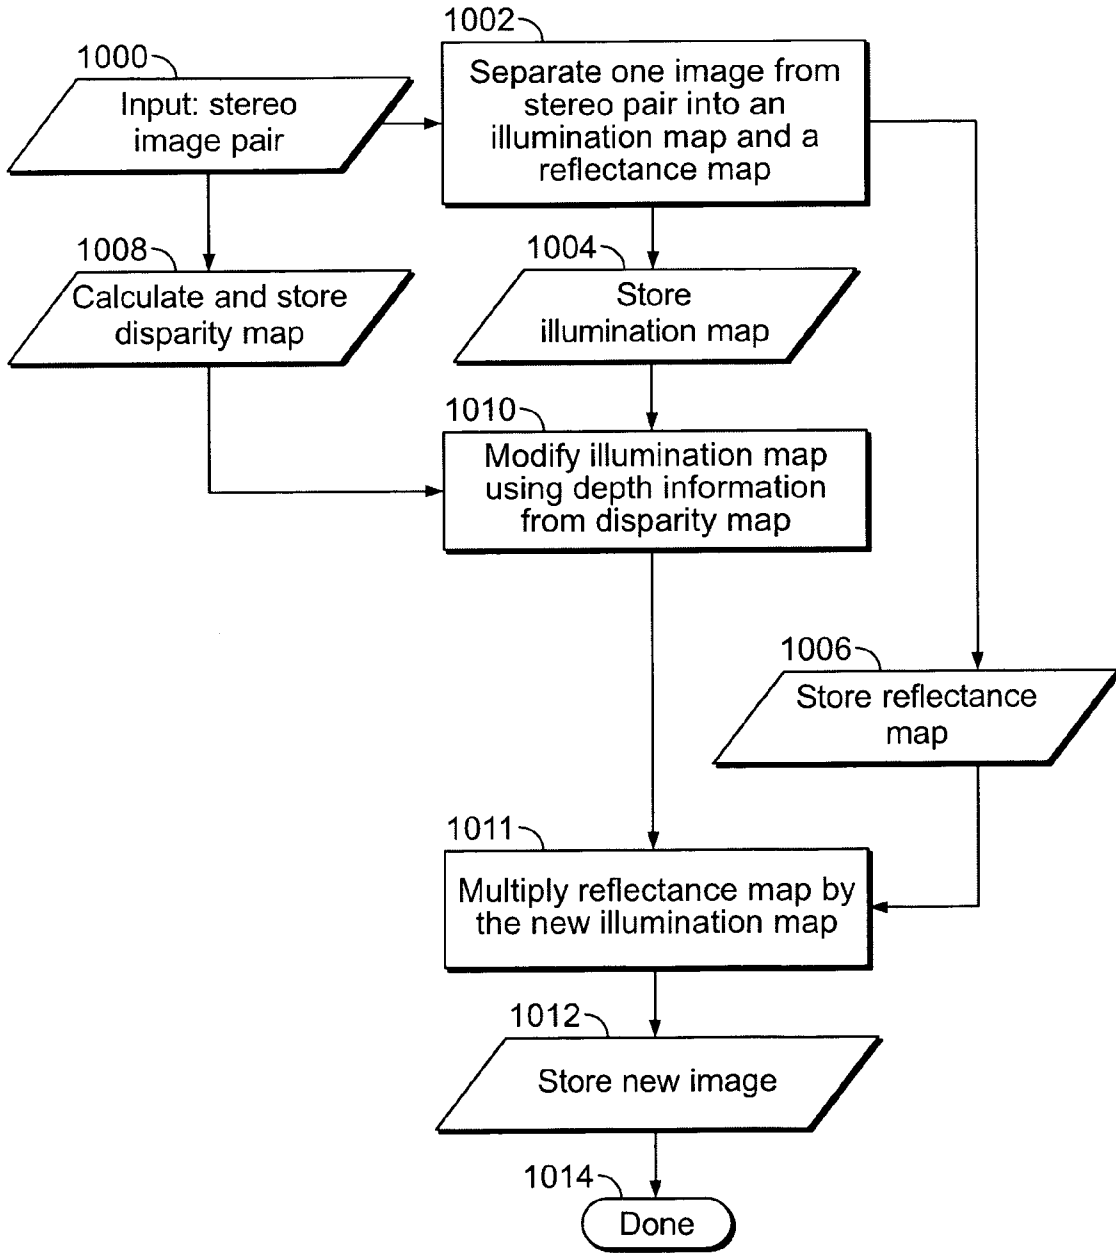 1000
Input: stereo
image pair
1002
Separate one image from
stereo pair into an
illumination map and a
reflectance map
1008
Calculate and store
disparity map
1004
Store
illumination map
1010
Modify illumination map
using depth information
from disparity map
1006
Store reflectance
map
1011
Multiply reflectance map by
the new illumination map
1012
Store new image
1014
Done